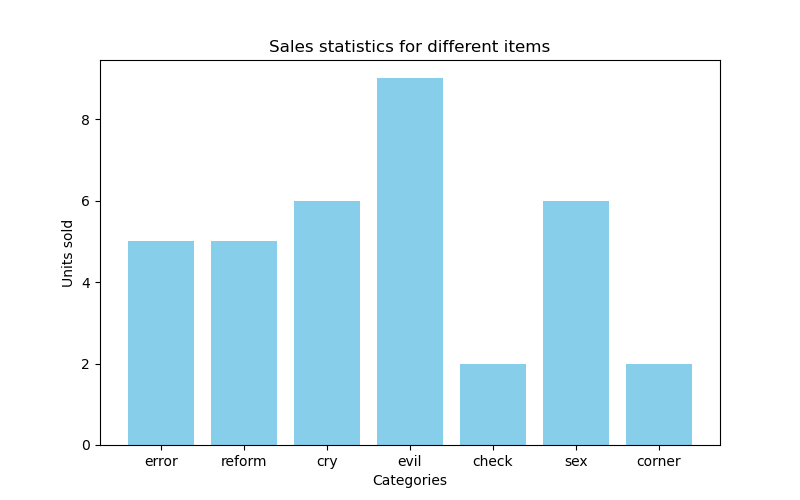 Sales statistics for different items
Units sold
8
6
4
2
0
error reform cry evil check sex corner
Categories